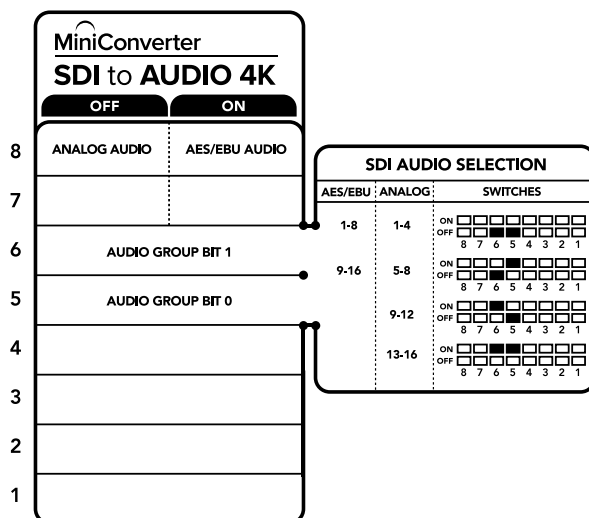 MiniConverter
SDI to AUDIO 4K
OFF ON
8 ANALOG AUDIO AES/EBU AUDIO
7
6 AUDIO GROUP BIT 1
5 AUDIO GROUP BIT 0
4
3
2
1
SDI AUDIO SELECTION
AES/EBU ANALOG SWITCHES
1-8 1-4 ON
OFF
8 7 6 5 4 3 2 1
9-16 5-8 ON
OFF
8 7 6 5 4 3 2 1
9-12 ON
OFF
8 7 6 5 4 3 2 1
13-16 ON
OFF
8 7 6 5 4 3 2 1